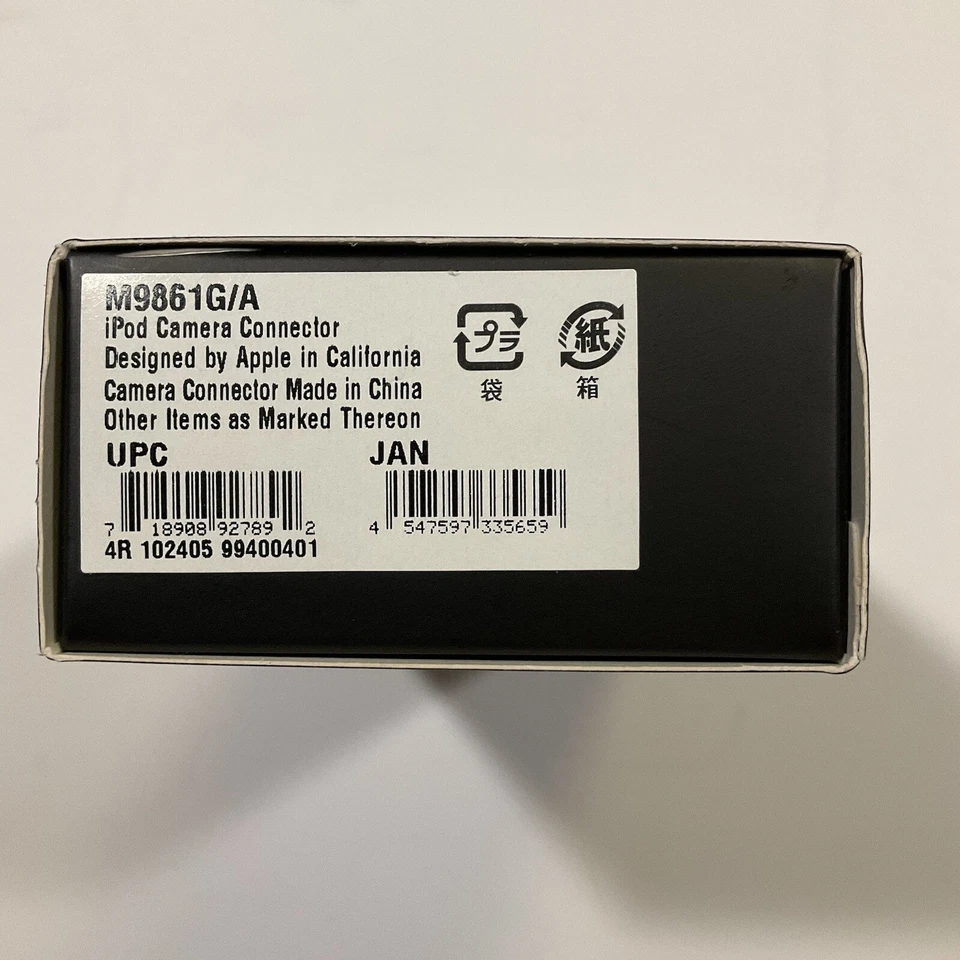 M9861G/A
iPod Camera Connector
Designed by Apple in California
Camera Connector Made in China
Other Items as Marked Thereon
プラ
袋
紙
箱
UPC
JAN
7 18908 92789 2
4 547597 335659
4R 102405 99400401